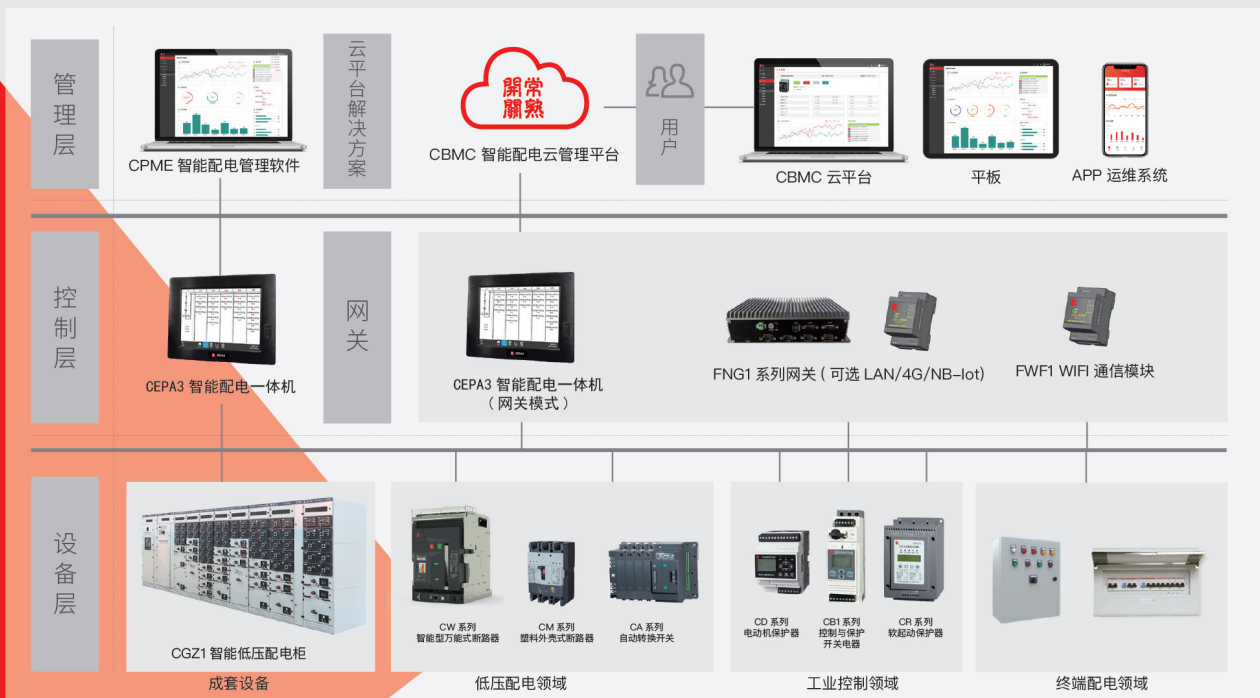 管理层
CPME 智能配电管理软件
云平台解决方案
開常
關熟
CBMC 智能配电云管理平台
用户
CBMC 云平台
平板
APP 运维系统
控制层
CEPA3 智能配电一体机
网关
CEPA3 智能配电一体机
（网关模式）
FNG1 系列网关 ( 可选 LAN/4G/NB-Iot)
FWF1 WIFI 通信模块
设备层
CGZ1 智能低压配电柜
成套设备
CW 系列
智能型万能式断路器
CM 系列
塑料外壳式断路器
CA 系列
自动转换开关
低压配电领域
CD 系列
电动机保护器
CB1 系列
控制与保护
开关电器
CR 系列
软起动保护器
工业控制领域
终端配电领域